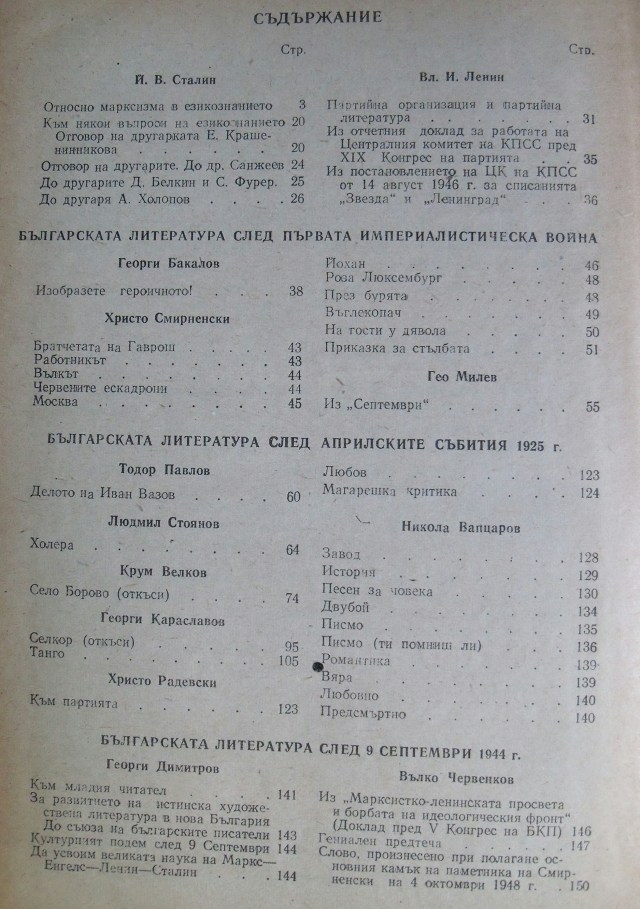 СЪДЪРЖАНИЕ
Стр.
Й. В. Сталин
Относно марксизма в езикознанието 3
Към някои въпроси на езикознанието 20
Отговор на другарката Е. Краше-
нинникова . . . . . . 20
Отговор на другарите. До др. Санжеев 24
До другарите Д. Белкин и С. Фурер. 25
До другаря А. Холопов . . . 26
Стр.
Вл. И. Ленин
Партийна организация и партийна
литература . . . . . . . 31
Из отчетния доклад за работата на
Централния комитет на КПСС пред
XIX Конгрес на партията . . 35
Из постановлението на ЦК на КПСС
от 14 август 1946 г. за списанията
„Звезда“ и „Ленинград“ . . . 36
БЪЛГАРСКАТА ЛИТЕРАТУРА СЛЕД ПЪРВАТА ИМПЕРИАЛИСТИЧЕСКА ВОЙНА
Георги Бакалов
Изобразете героичното! . . . 38
Христо Смирненски
Братчетата на Гаврош . . . . . 43
Работникът . . . . . . . . 43
Вълкът . . . . . . . . . 44
Червените ескадрони . . . . . 44
Москва . . . . . . . . . 45
Йохан . . . . . . . . . 46
Роза Люксембург . . . . . . 48
През бурята . . . . . . . 48
Въглекопач . . . . . . . 49
На гости у дявола . . . . . 50
Приказка за стълбата . . . . 51
Гео Милев
Из „Септември“ . . . . . . 55
БЪЛГАРСКАТА ЛИТЕРАТУРА СЛЕД АПРИЛСКИТЕ СЪБИТИЯ 1925 г.
Тодор Павлов
Делото на Иван Вазов . . . . 60
Людмил Стоянов
Холера . . . . . . . . . 64
Крум Велков
Село Борово (откъси) . . . . 74
Георги Караславов
Селкор (откъси) . . . . . . 95
Танго . . . . . . . . . 105
Христо Радевски
Към партията . . . . . . . 123
Любов . . . . . . . . . 123
Магарешка критика . . . . . 124
Никола Вапцаров
Завод . . . . . . . . . 128
История . . . . . . . . 129
Песен за човека . . . . . . 130
Двубой . . . . . . . . . 134
Писмо . . . . . . . . . 135
Писмо (ти помниш ли) . . . . 136
Романтика . . . . . . . . 139
Вяра . . . . . . . . . 139
Любовно . . . . . . . . 140
Предсмъртно . . . . . . . 140
БЪЛГАРСКАТА ЛИТЕРАТУРА СЛЕД 9 СЕПТЕМВРИ 1944 г.
Георги Димитров
Към младия читател . . . . . 141
За развитието на истинска художе-
ствена литература в нова България
До съюза на българските писатели 143
Културният подем след 9 Септември 144
Да усвоим великата наука на Маркс—
Енгелс—Ленин—Сталин . . . 144
Вълко Червенков
Из „Марксистко-ленинската просвета
и борбата на идеологическия фронт“
(Доклад пред V Конгрес на БКП) 146
Гениален предтеча . . . . . 147
Слово, произнесено при полагане ос-
новния камък на паметника на Смир-
ненски на 4 октомври 1948 г. . 150